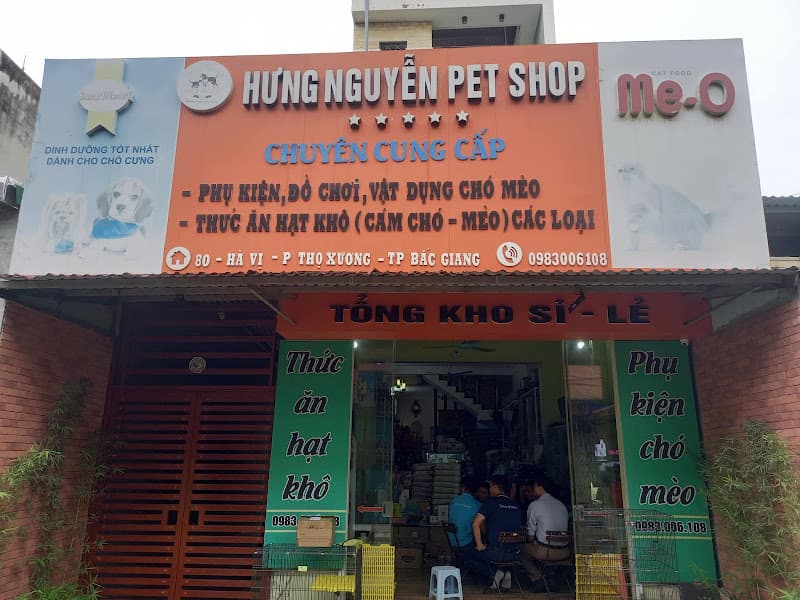 SmartHeart
DINH DƯỠNG TỐT NHẤT
DÀNH CHO CHÓ CƯNG
HƯNG NGUYỄN PET SHOP
CHUYÊN CUNG CẤP
- PHỤ KIỆN, ĐỒ CHƠI, VẬT DỤNG CHÓ MÈO
- THỨC ĂN HẠT KHÔ (CÁM CHÓ - MÈO) CÁC LOẠI
80 - HÀ VỊ - P THỌ XƯƠNG - TP BẮC GIANG
0983006108
CAT FOOD
Me-O
TỔNG KHO SỈ - LẺ
Thức
ăn
hạt
khô
0983
108
Phụ
kiện
chó
mèo
0983.006.108